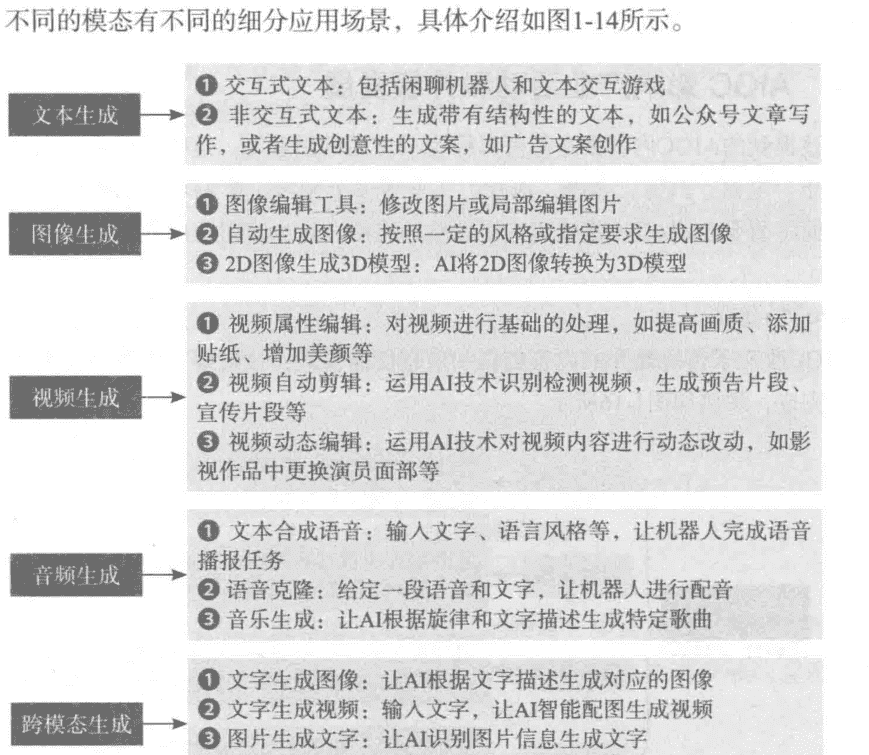 不同的模态有不同的细分应用场景，具体介绍如图1-14所示。
文本生成
❶ 交互式文本：包括闲聊机器人和文本交互游戏
❷ 非交互式文本：生成带有结构性的文本，如公众号文章写
作，或者生成创意性的文案，如广告文案创作
图像生成
❶ 图像编辑工具：修改图片或局部编辑图片
❷ 自动生成图像：按照一定的风格或指定要求生成图像
❸ 2D图像生成3D模型：AI将2D图像转换为3D模型
视频生成
❶ 视频属性编辑：对视频进行基础的处理，如提高画质、添加
贴纸、增加美颜等
❷ 视频自动剪辑：运用AI技术识别检测视频，生成预告片段、
宣传片段等
❸ 视频动态编辑：运用AI技术对视频内容进行动态改动，如影
视作品中更换演员面部等
音频生成
❶ 文本合成语音：输入文字、语言风格等，让机器人完成语音
播报任务
❷ 语音克隆：给定一段语音和文字，让机器人进行配音
❸ 音乐生成：让AI根据旋律和文字描述生成特定歌曲
跨模态生成
❶ 文字生成图像：让AI根据文字描述生成对应的图像
❷ 文字生成视频：输入文字，让AI智能配图生成视频
❸ 图片生成文字：让AI识别图片信息生成文字